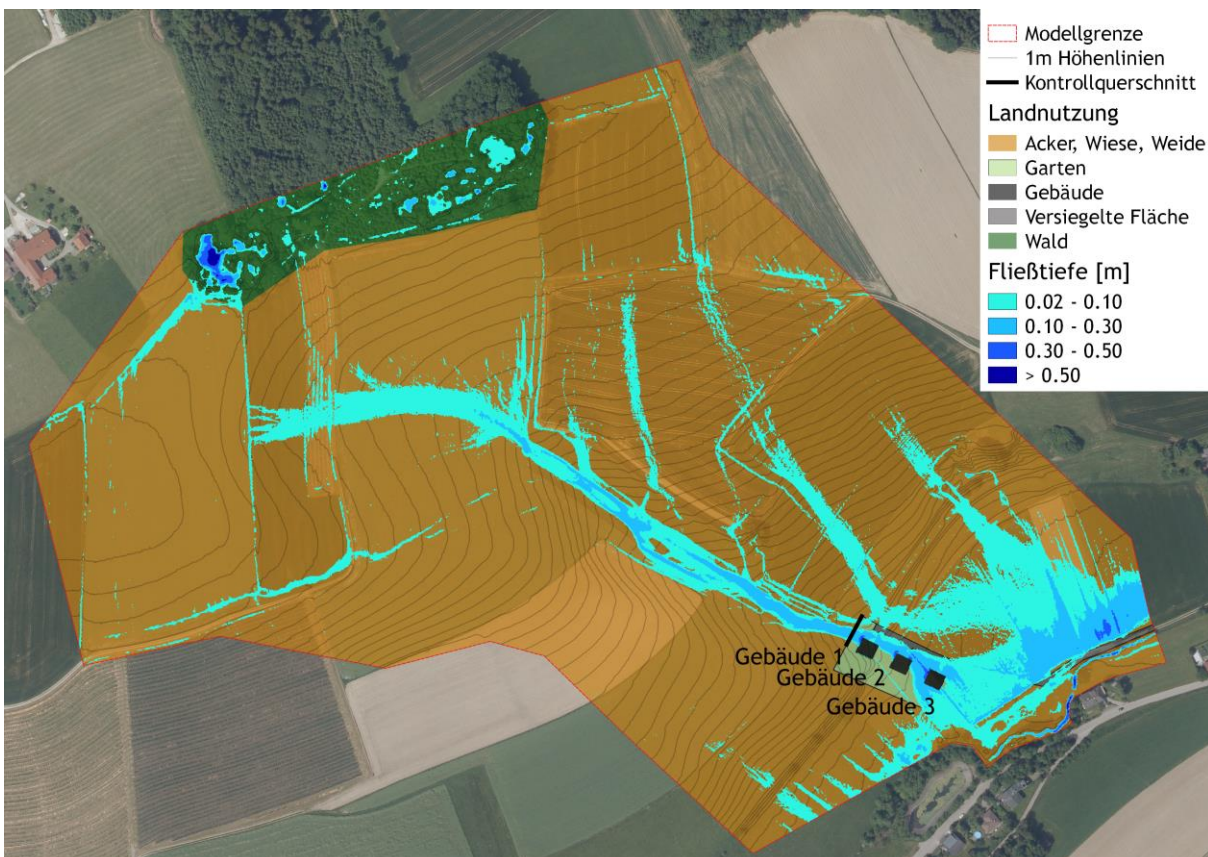 Modellgrenze
1m Höhenlinien
Kontrollquerschnitt
Landnutzung
Acker, Wiese, Weide
Garten
Gebäude
Versiegelte Fläche
Wald
Fließtiefe [m]
0.02 - 0.10
0.10 - 0.30
0.30 - 0.50
> 0.50
Gebäude 1
Gebäude 2
Gebäude 3